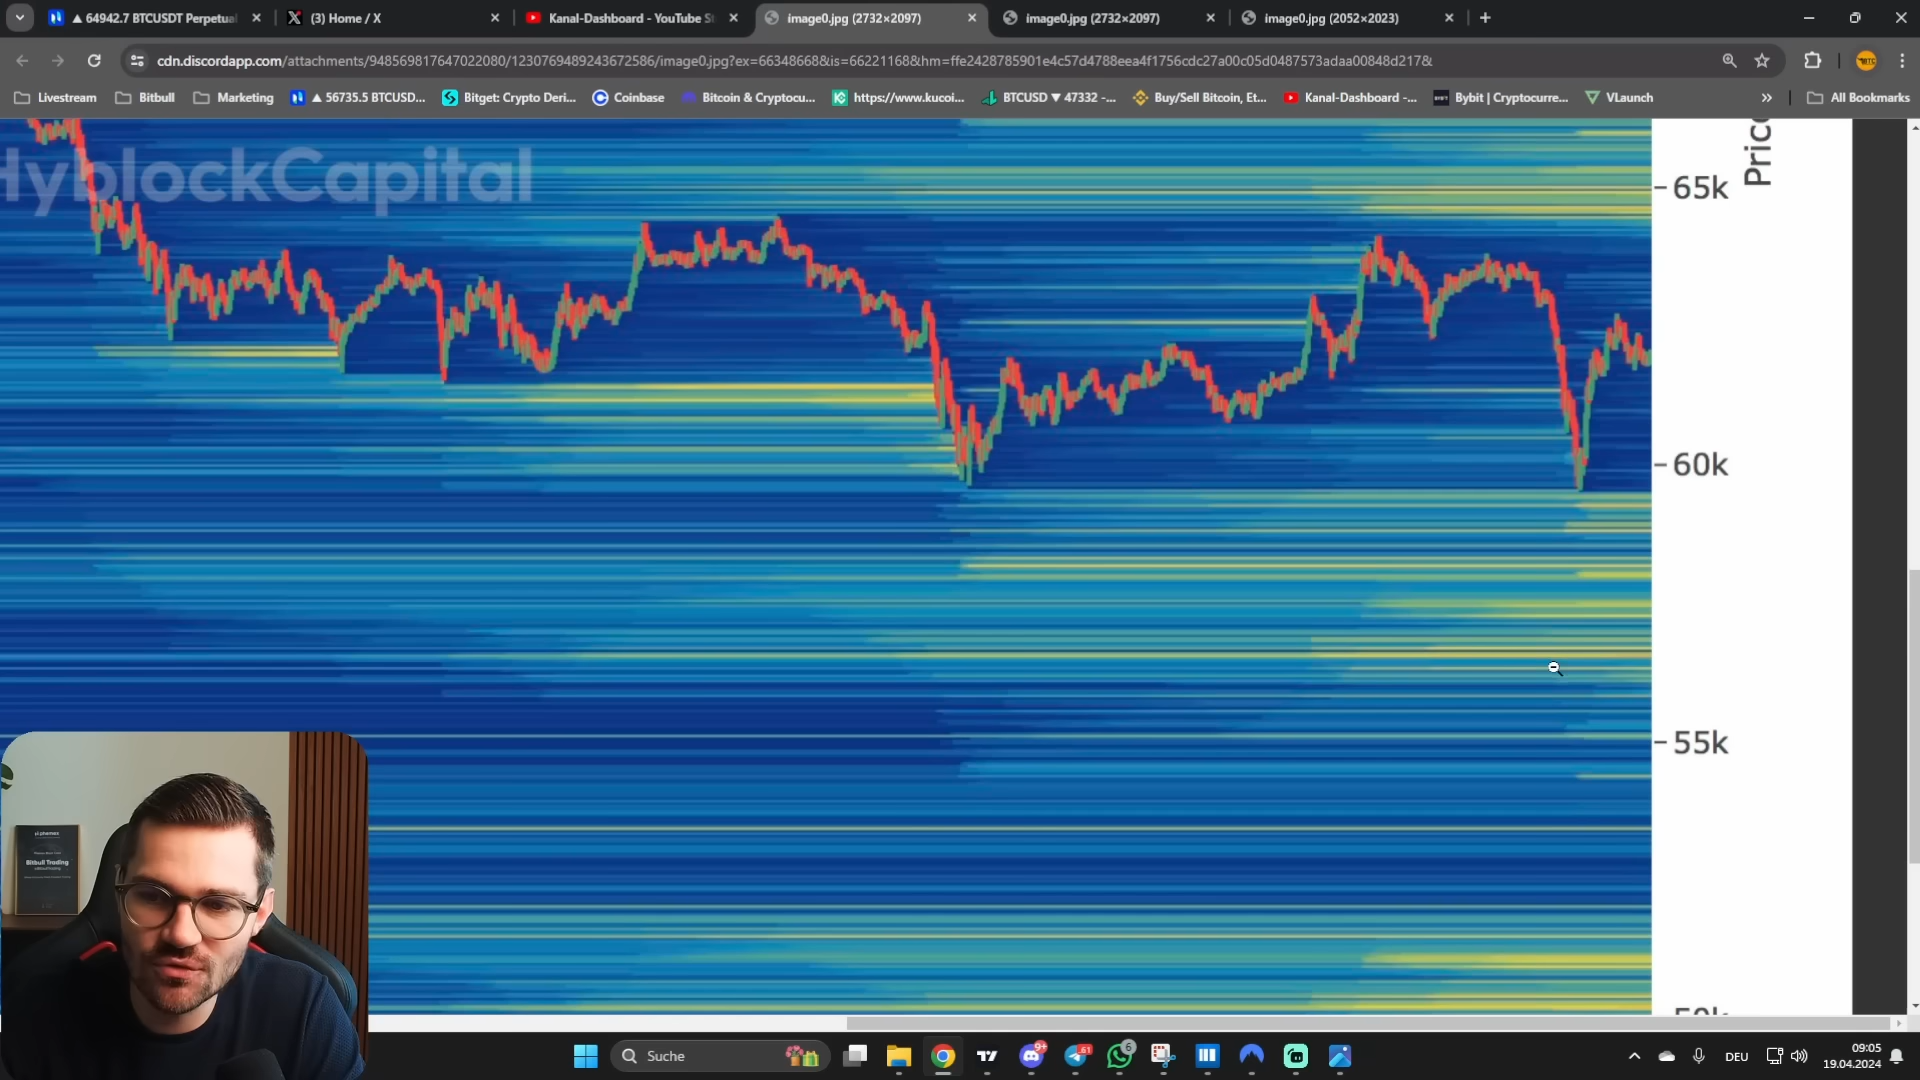 ▲ 64942.7 BTCUSDT Perpetual
(3) Home / X
Kanal-Dashboard - YouTube St
image0.jpg (2732×2097)
image0.jpg (2732×2097)
image0.jpg (2052×2023)
cdn.discordapp.com/attachments/948569817647022080/1230769489243672586/image0.jpg?ex=66348668&is=66221168&hm=ffe2428785901e4c57d4788eea4f1756cdc27a00c05d0487573adaa00848d217&
Livestream
Bitbull
Marketing
▲ 56735.5 BTCUSD...
Bitget: Crypto Deri...
Coinbase
Bitcoin & Cryptocu...
https://www.kucoi...
BTCUSD ▼ 47332 -...
Buy/Sell Bitcoin, Et...
Kanal-Dashboard -...
Bybit | Cryptocurre...
VLaunch
All Bookmarks
HyblockCapital
Price
65k
60k
55k
50k
Bitbull Trading
Suche
9+
.61
6
DEU
09:05
19.04.2024